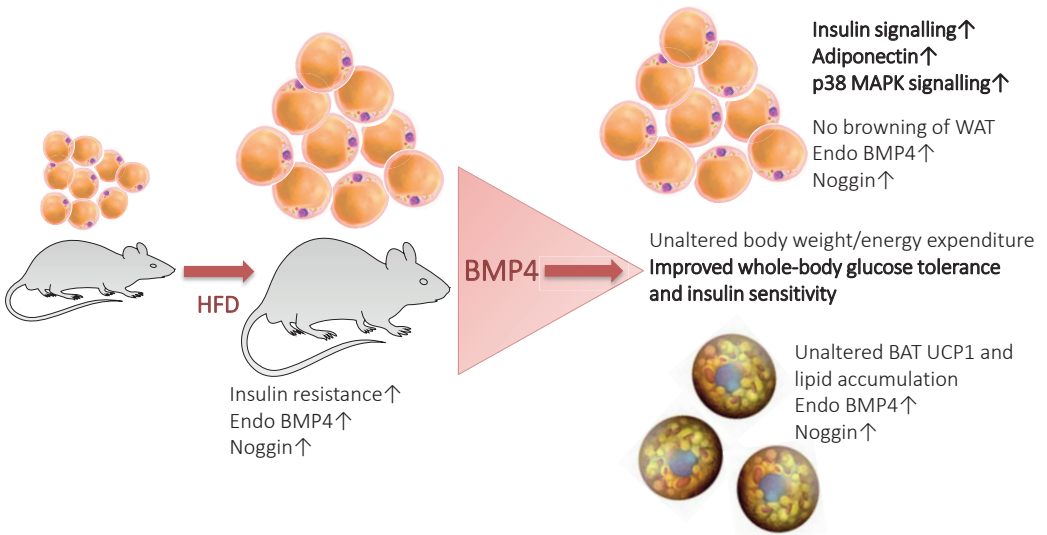 HFD
Insulin resistance↑
Endo BMP4↑
Noggin↑
BMP4
Insulin signalling↑
Adiponectin↑
p38 MAPK signalling↑
No browning of WAT
Endo BMP4↑
Noggin↑
Unaltered body weight/energy expenditure
Improved whole-body glucose tolerance
and insulin sensitivity
Unaltered BAT UCP1 and
lipid accumulation
Endo BMP4↑
Noggin↑